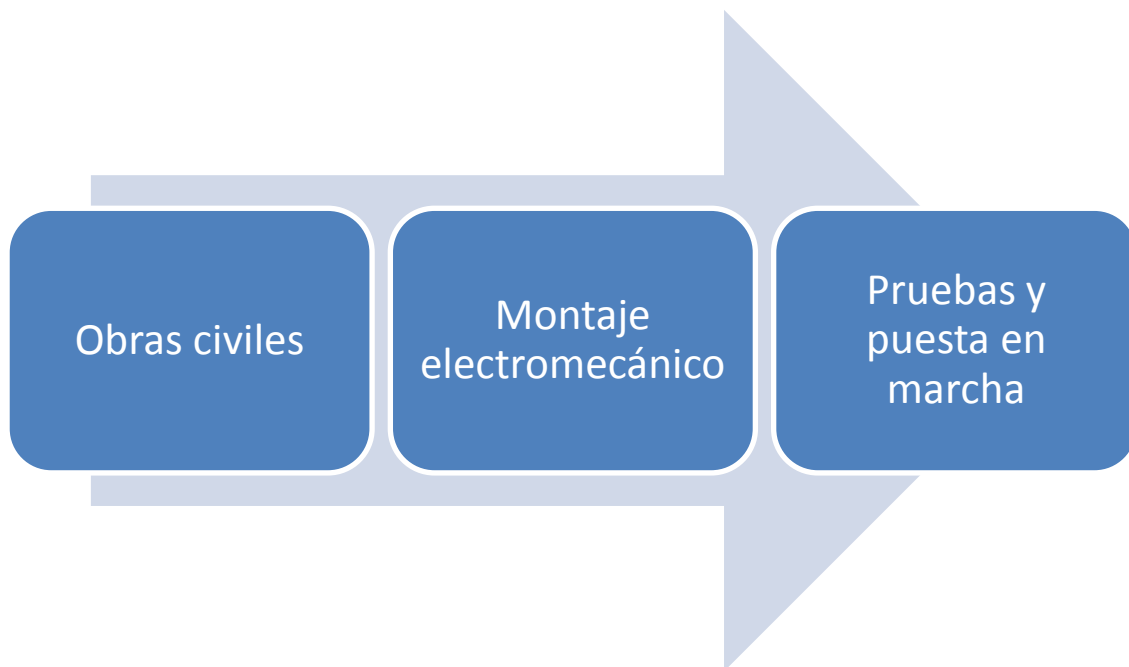 Obras civiles
Montaje
electromecánico
Pruebas y
puesta en
marcha